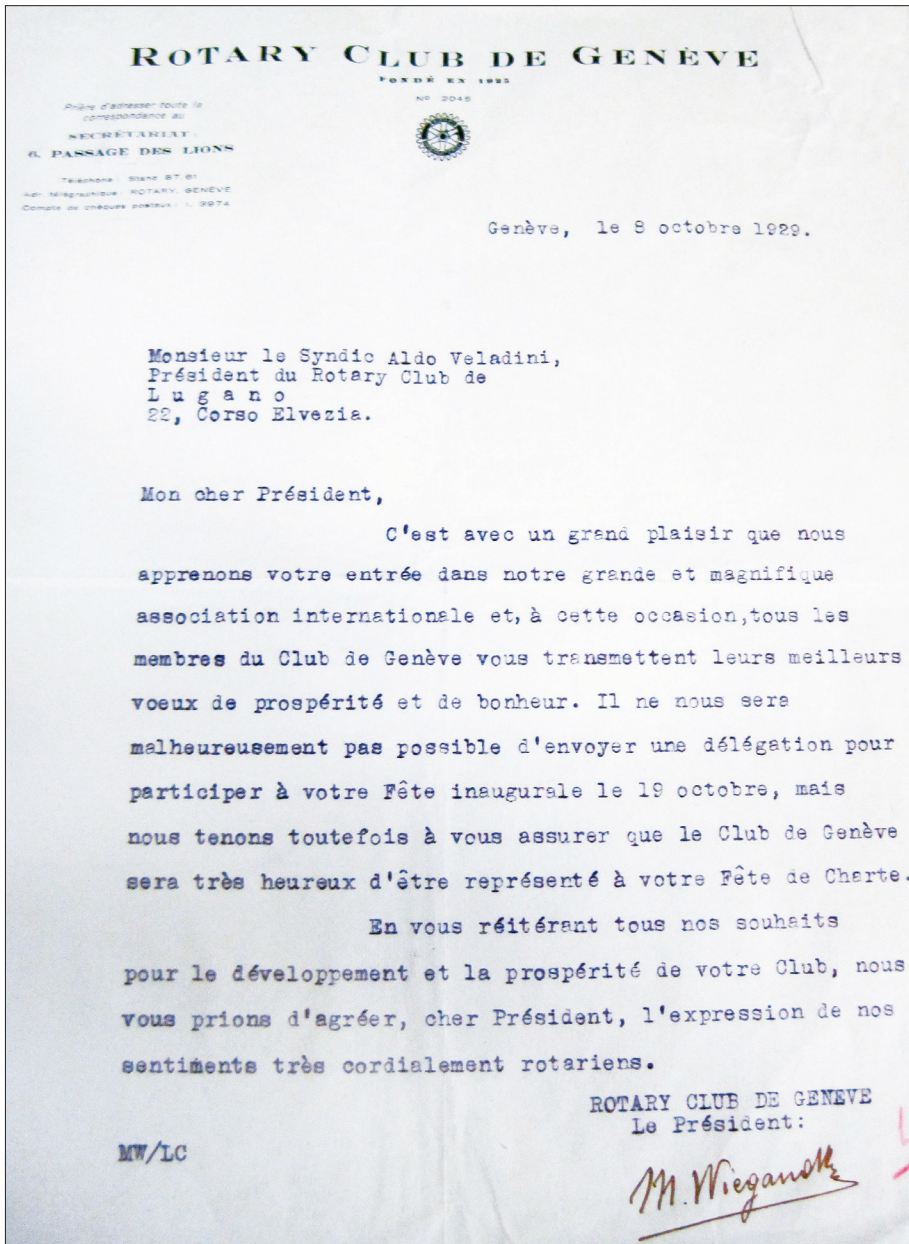 ROTARY CLUB DE GENÈVE
FONDÉ EN 1925
Nº 2045
Prière d'adresser toute la
correspondance au
SECRÉTARIAT:
6, PASSAGE DES LIONS
Téléphone: Stand 87.61
Adr. télégraphique: ROTARY, GENÈVE
Compte de chèques postaux: I. 3974
Genève, le 8 octobre 1929.
Monsieur le Syndic Aldo Veladini,
Président du Rotary Club de
L u g a n o
22, Corso Elvezia.
Mon cher Président,
C'est avec un grand plaisir que nous
apprenons votre entrée dans notre grande et magnifique
association internationale et, à cette occasion, tous les
membres du Club de Genève vous transmettent leurs meilleurs
voeux de prospérité et de bonheur. Il ne nous sera
malheureusement pas possible d'envoyer une délégation pour
participer à votre Fête inaugurale le 19 octobre, mais
nous tenons toutefois à vous assurer que le Club de Genève
sera très heureux d'être représenté à votre Fête de Charte.
En vous réitérant tous nos souhaits
pour le développement et la prospérité de votre Club, nous
vous prions d'agréer, cher Président, l'expression de nos
sentiments très cordialement rotariens.
ROTARY CLUB DE GENEVE
Le Président:
MW/LC
M. Wiegandt